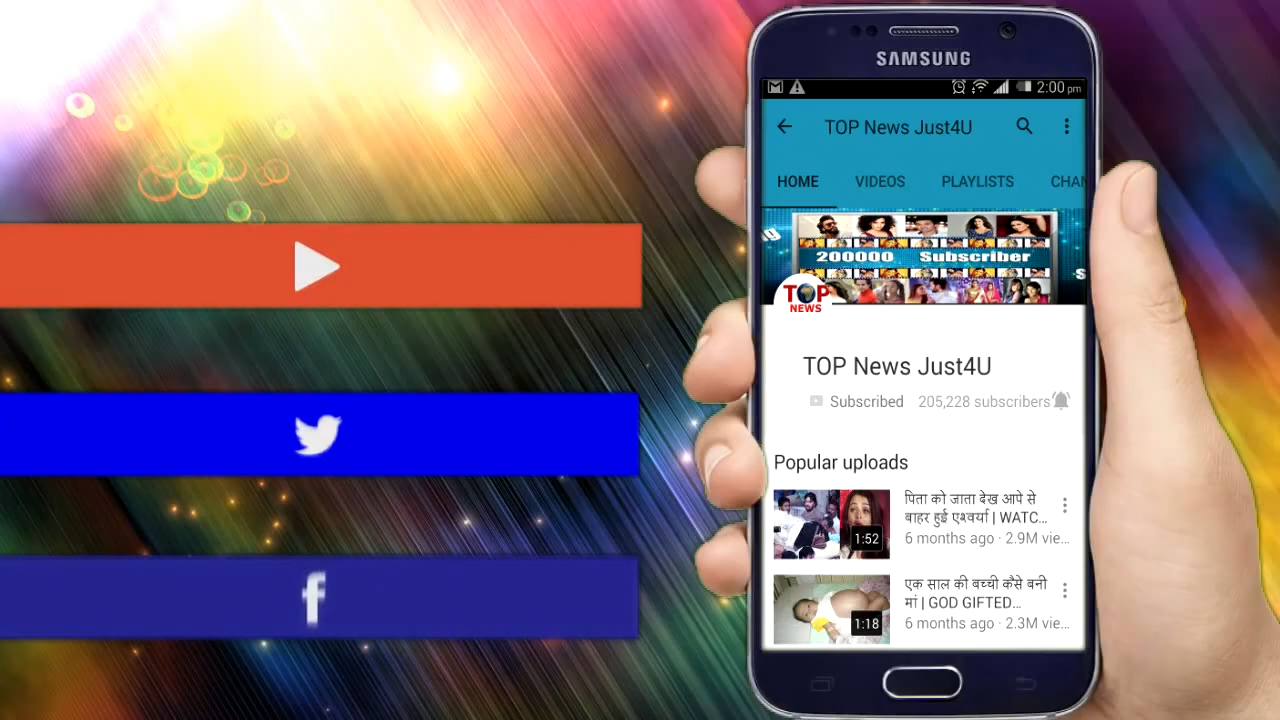 SAMSUNG
2:00 pm
TOP News Just4U
HOME VIDEOS PLAYLISTS CHAN
200000 Subscriber
TOP
NEWS
TOP News Just4U
Subscribed 205,228 subscribers
Popular uploads
पिता को जाता देख आपे से
बाहर हुई एश्वर्या | WATC...
6 months ago · 2.9M vie...
1:52
एक साल की बच्ची कैसे बनी
मां | GOD GIFTED...
6 months ago · 2.3M vie...
1:18